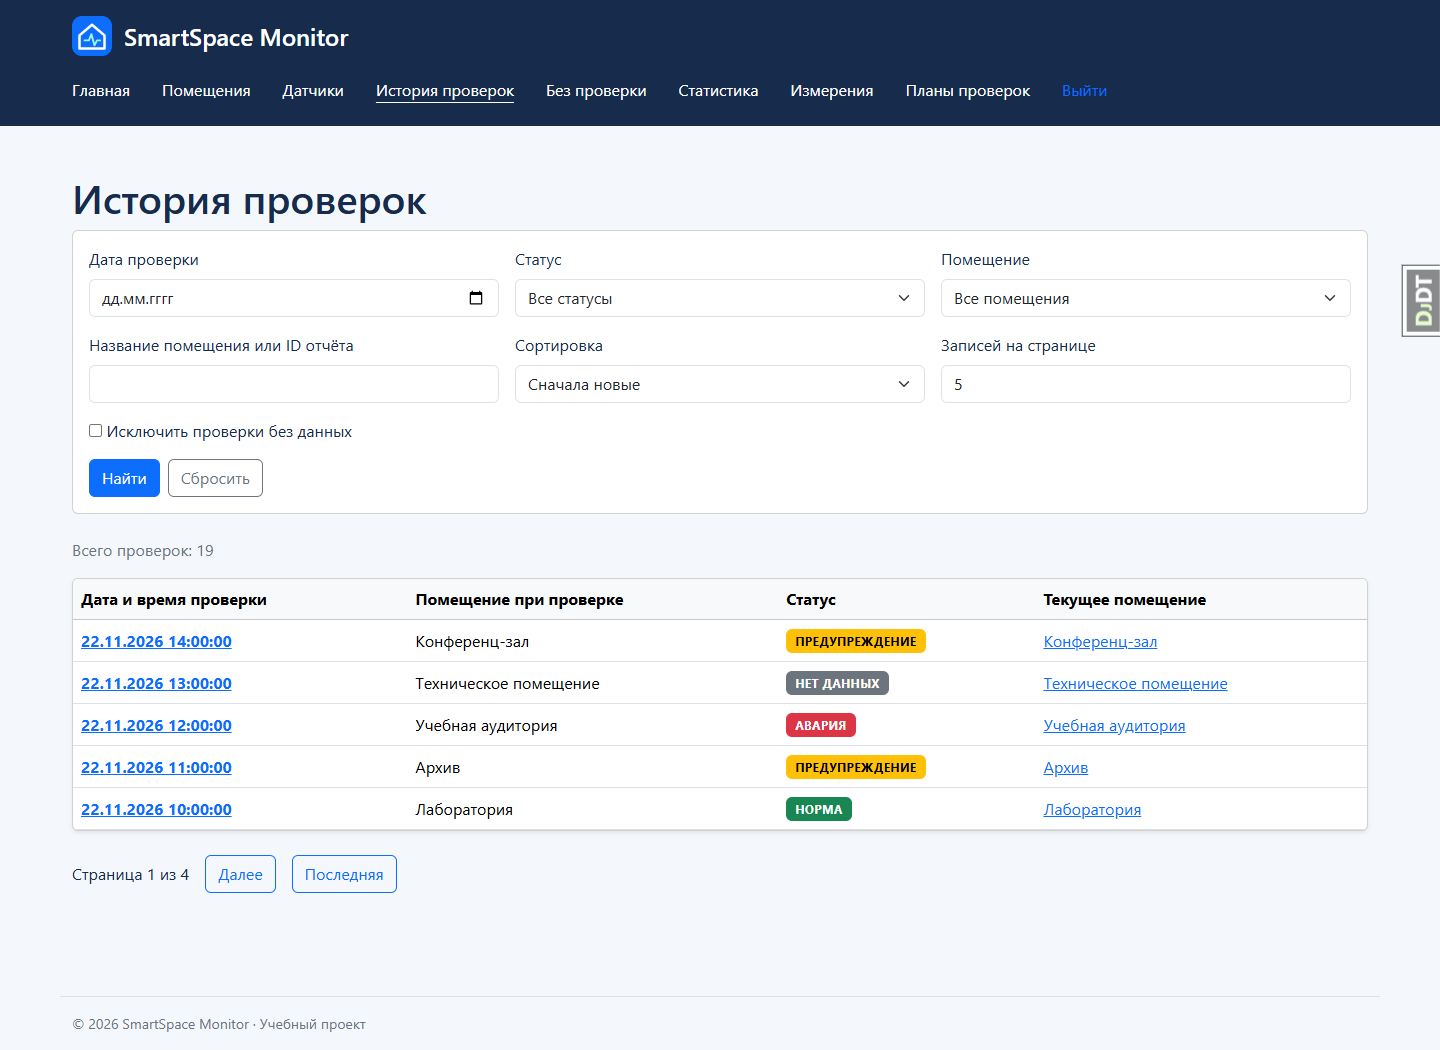 SmartSpace Monitor
Главная Помещения Датчики История проверок Без проверки Статистика Измерения Планы проверок Выйти
История проверок
Дата проверки Статус Помещение
дд.мм.гггг Все статусы Все помещения
DjDT
Название помещения или ID отчёта Сортировка Записей на странице
Сначала новые 5
Исключить проверки без данных
Найти Сбросить
Всего проверок: 19
Дата и время проверки Помещение при проверке Статус Текущее помещение
22.11.2026 14:00:00 Конференц-зал ПРЕДУПРЕЖДЕНИЕ Конференц-зал
22.11.2026 13:00:00 Техническое помещение НЕТ ДАННЫХ Техническое помещение
22.11.2026 12:00:00 Учебная аудитория АВАРИЯ Учебная аудитория
22.11.2026 11:00:00 Архив ПРЕДУПРЕЖДЕНИЕ Архив
22.11.2026 10:00:00 Лаборатория НОРМА Лаборатория
Страница 1 из 4 Далее Последняя
© 2026 SmartSpace Monitor · Учебный проект